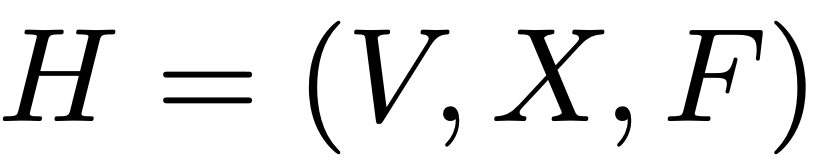 H = (V, X, F)